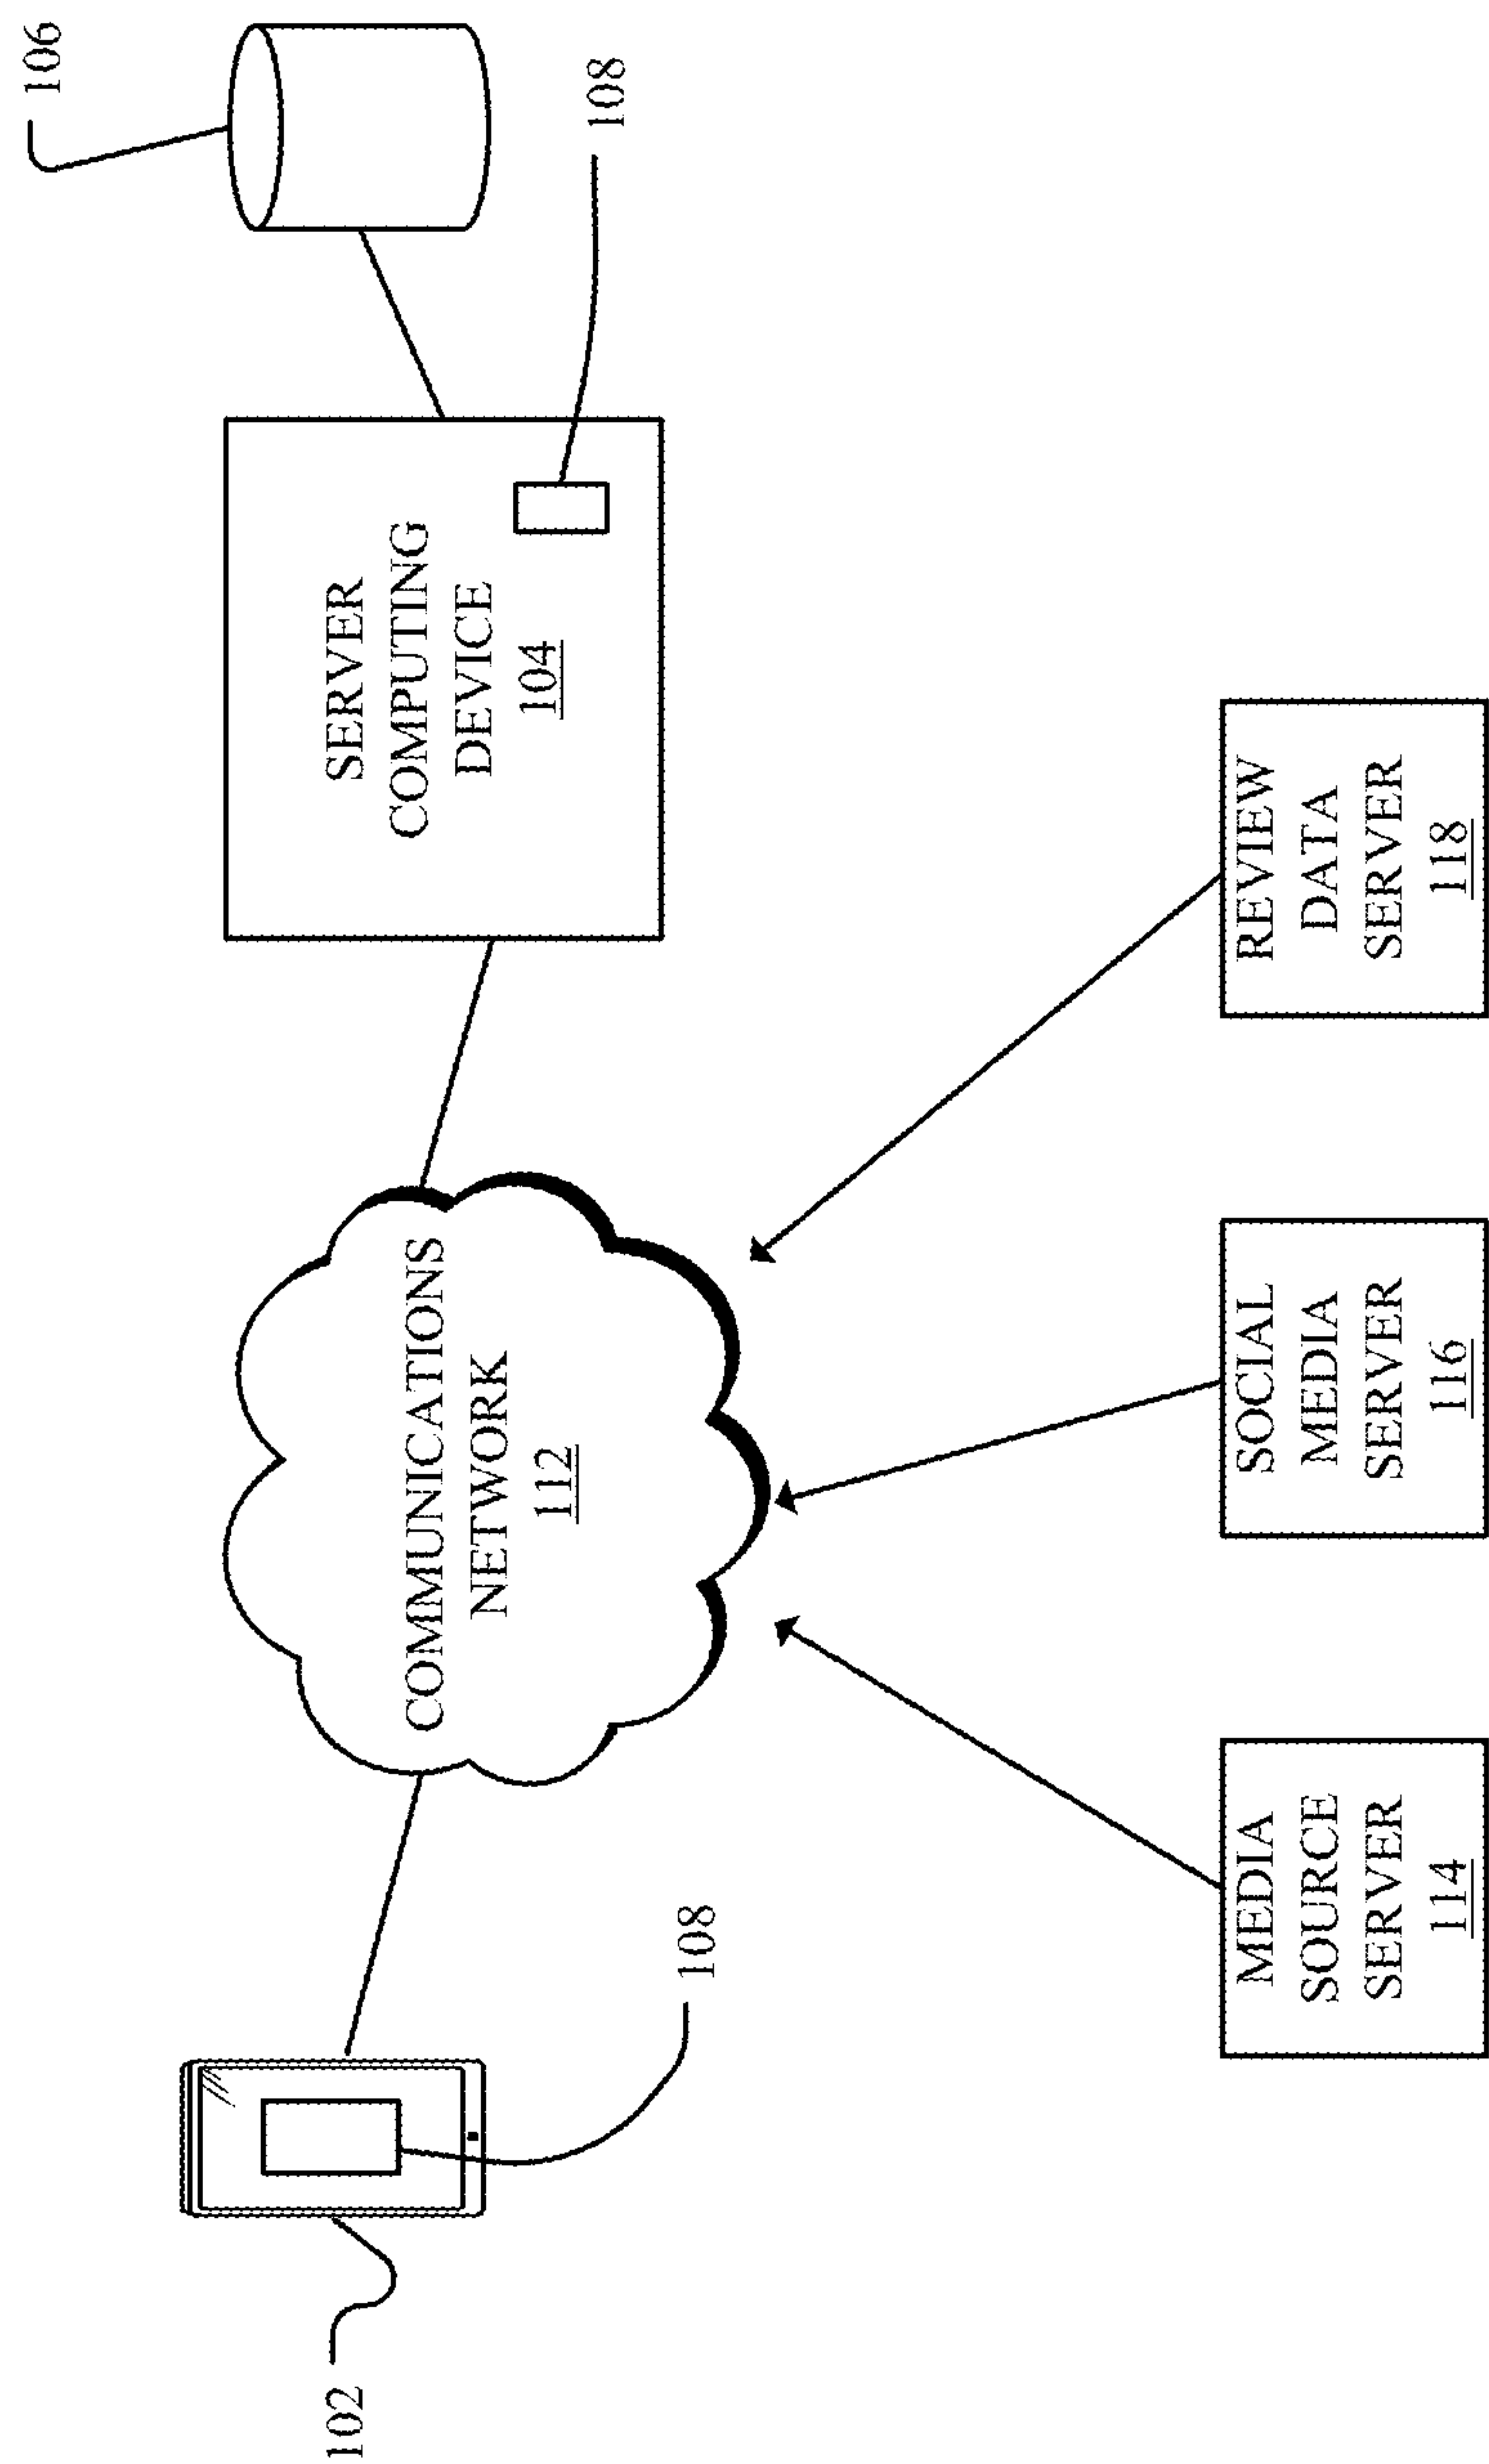 106
108
SERVER
COMPUTING
DEVICE
104
COMMUNICATIONS
NETWORK
112
108
102
MEDIA
SOURCE
SERVER
114
SOCIAL
MEDIA
SERVER
116
REVIEW
DATA
SERVER
118